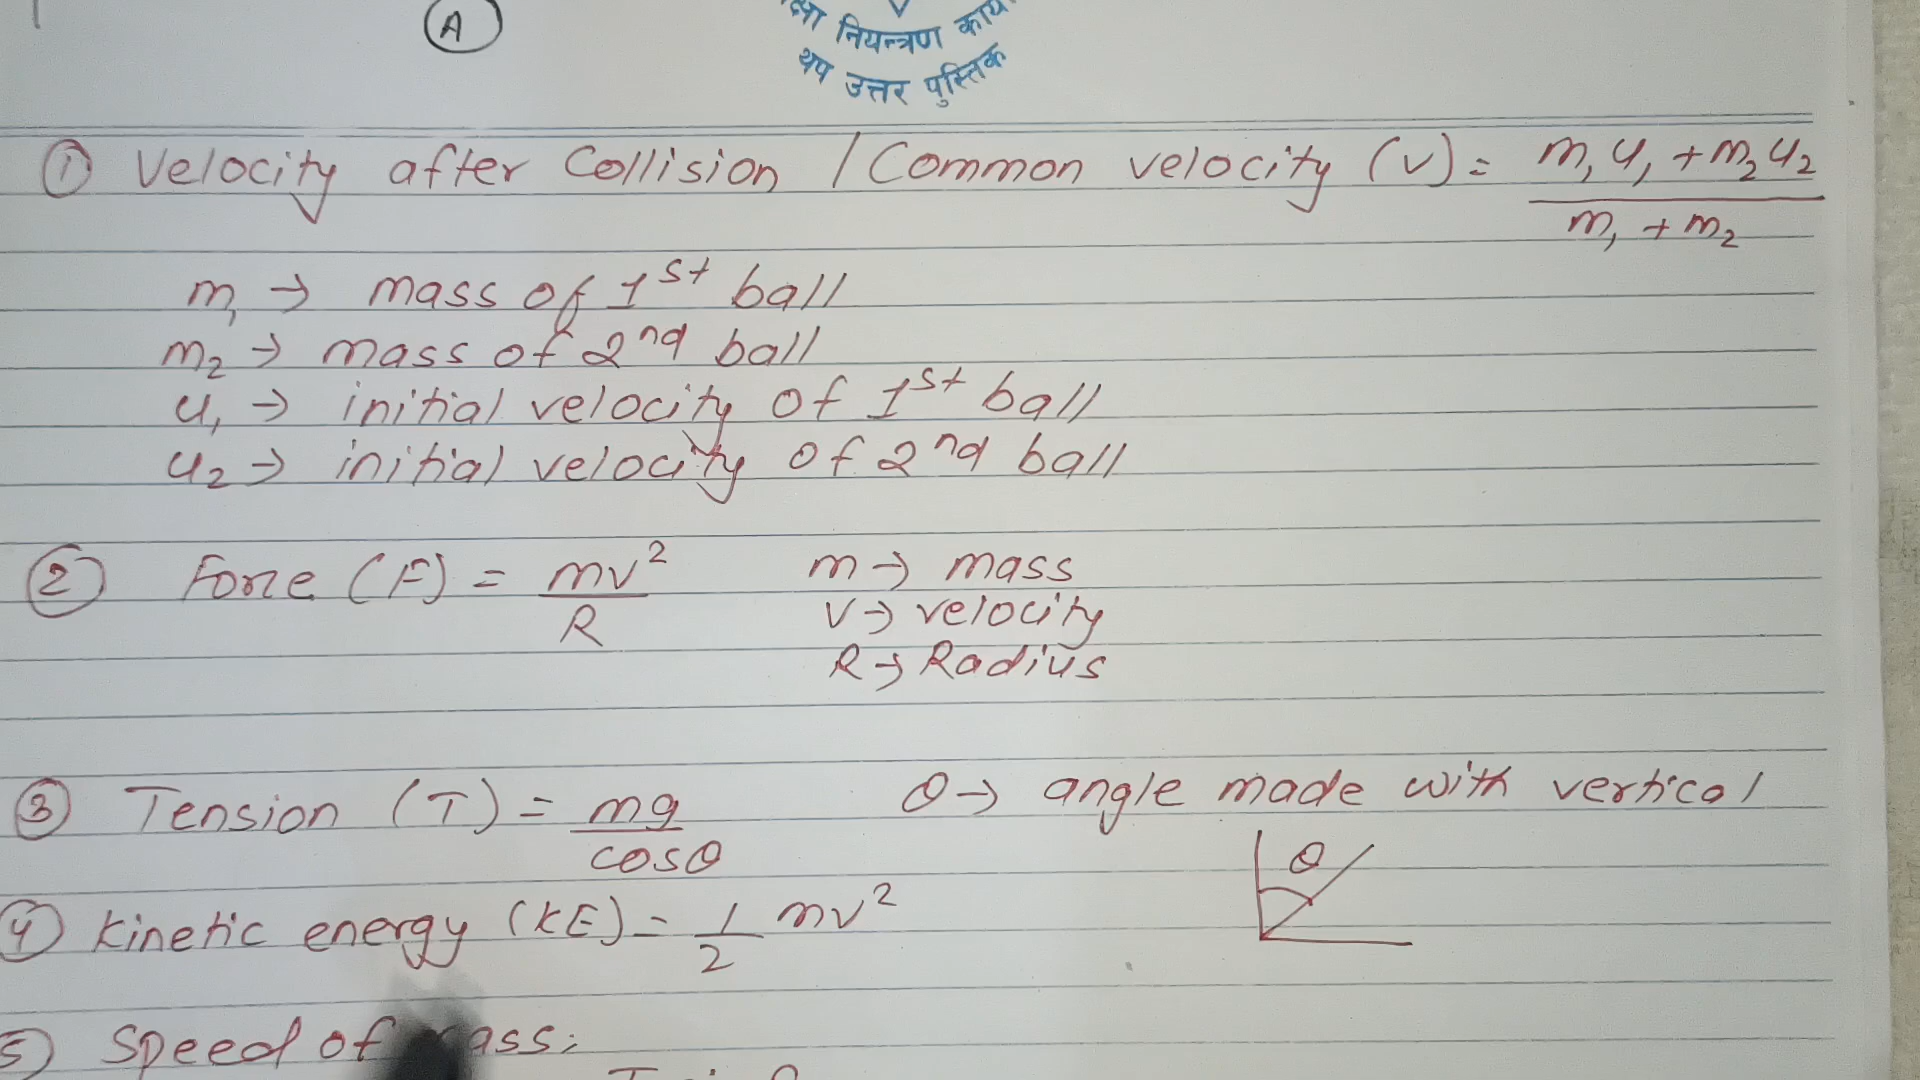 A
नियन्त्रण
थप उत्तर पुस्तिक
① Velocity after Collision / Common velocity (v) = m₁u₁ + m₂u₂ / m₁ + m₂
m₁ → mass of 1st ball
m₂ → mass of 2nd ball
u₁ → initial velocity of 1st ball
u₂ → initial velocity of 2nd ball
② Force (F) = mv² / R
m → mass
v → velocity
R → Radius
③ Tension (T) = mg / cosθ
θ → angle made with vertical
θ
④ Kinetic energy (KE) = 1/2 mv²
5) Speed of